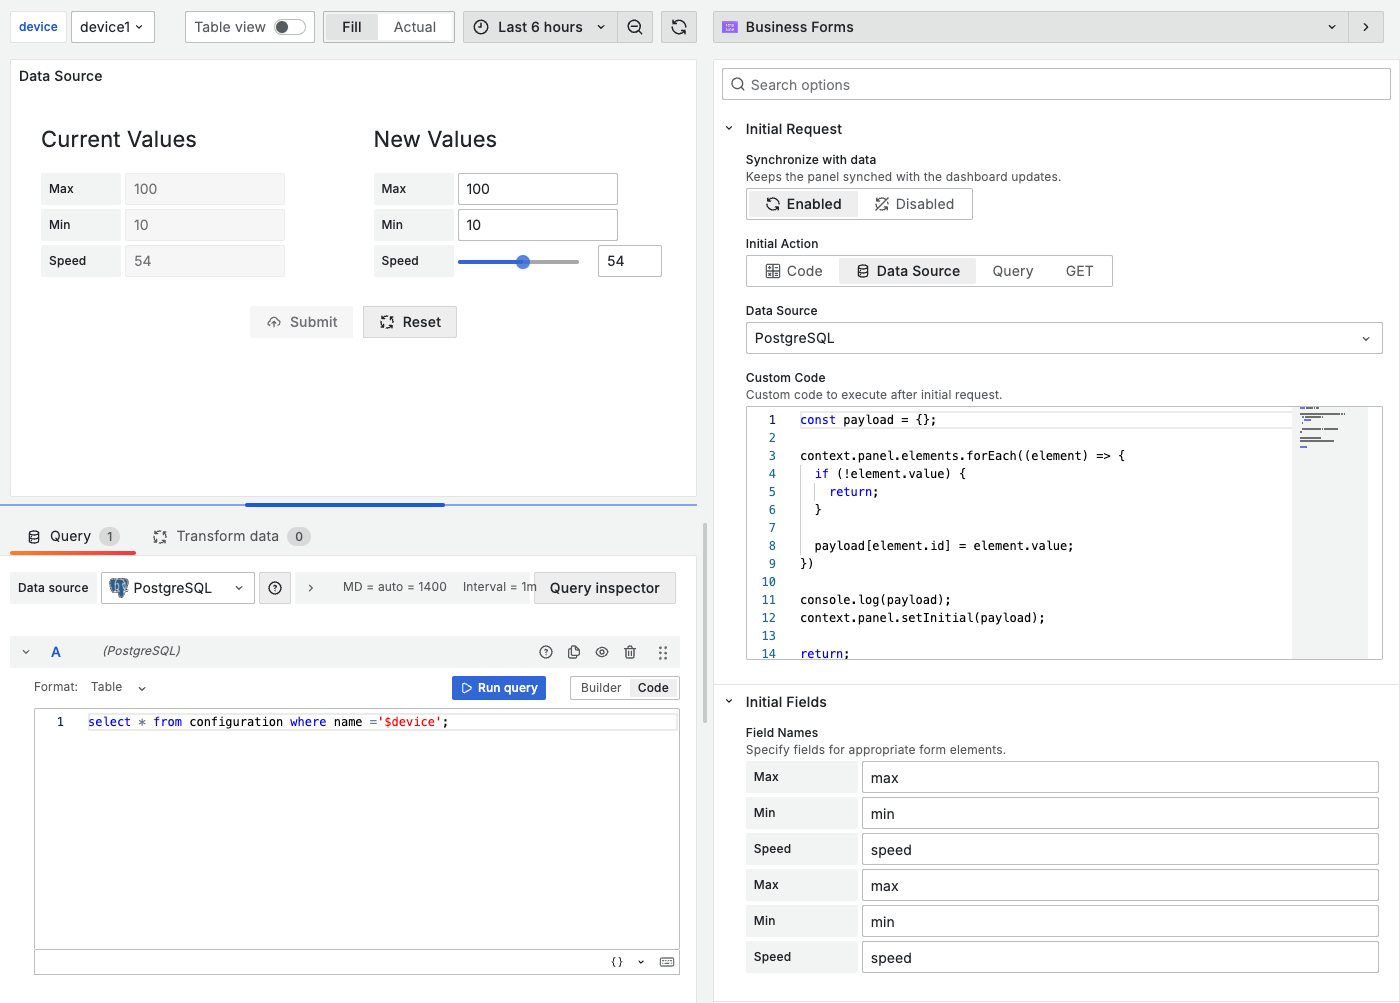 device
device1
Table view
Fill
Actual
Last 6 hours
Business Forms
Data Source
Current Values
Max
100
Min
10
Speed
54
New Values
Max
100
Min
10
Speed
54
Submit
Reset
Query
1
Transform data
0
Data source
PostgreSQL
MD = auto = 1400
Interval = 1m
Query inspector
A
(PostgreSQL)
Format:
Table
Run query
Builder
Code
1
select * from configuration where name ='$device';
{}
Search options
Initial Request
Synchronize with data
Keeps the panel synched with the dashboard updates.
Enabled
Disabled
Initial Action
Code
Data Source
Query
GET
Data Source
PostgreSQL
Custom Code
Custom code to execute after initial request.
1 const payload = {};
2
3 context.panel.elements.forEach((element) => {
4 if (!element.value) {
5 return;
6 }
7
8 payload[element.id] = element.value;
9 })
10
11 console.log(payload);
12 context.panel.setInitial(payload);
13
14 return;
Initial Fields
Field Names
Specify fields for appropriate form elements.
Max
max
Min
min
Speed
speed
Max
max
Min
min
Speed
speed